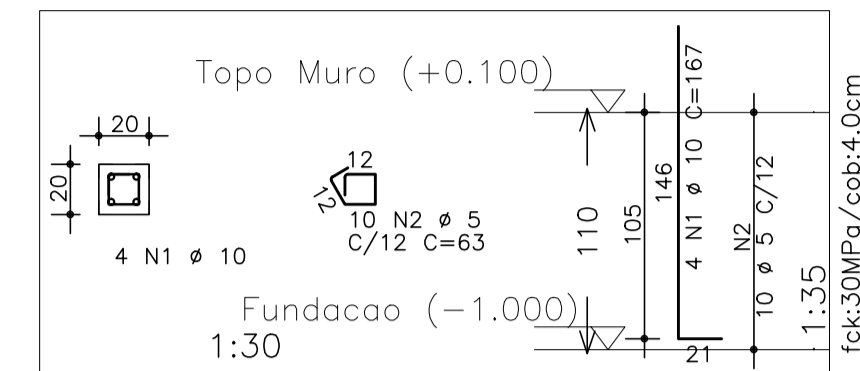 Topo Muro (+0.100)
20
20
4 N1 ø 10
12
12
10 N2 ø 5
C/12 C=63
Fundacao (−1.000)
1:30
110
105
146
4 N1 ø 10 C=167
21
N2
10 ø 5 C/12
1:35
fck:30MPa/cob:4.0cm